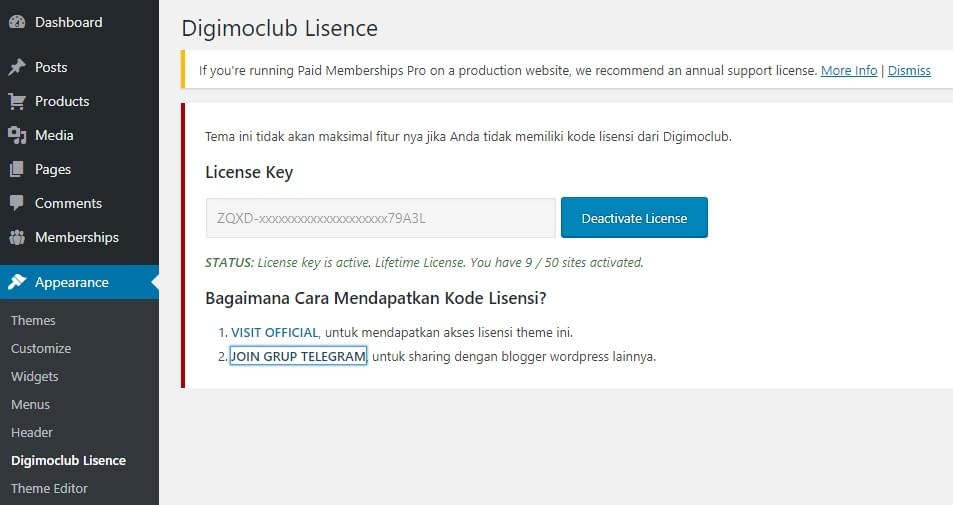 Dashboard
Posts
Products
Media
Pages
Comments
Memberships
Appearance
Themes
Customize
Widgets
Menus
Header
Digimoclub Lisence
Theme Editor
Digimoclub Lisence
If you're running Paid Memberships Pro on a production website, we recommend an annual support license. More Info | Dismiss
Tema ini tidak akan maksimal fitur nya jika Anda tidak memiliki kode lisensi dari Digimoclub.
License Key
ZQXD-xxxxxxxxxxxxxxxxxxxx79A3L
Deactivate License
STATUS: License key is active. Lifetime License. You have 9 / 50 sites activated.
Bagaimana Cara Mendapatkan Kode Lisensi?
1. VISIT OFFICIAL, untuk mendapatkan akses lisensi theme ini.
2. JOIN GRUP TELEGRAM, untuk sharing dengan blogger wordpress lainnya.